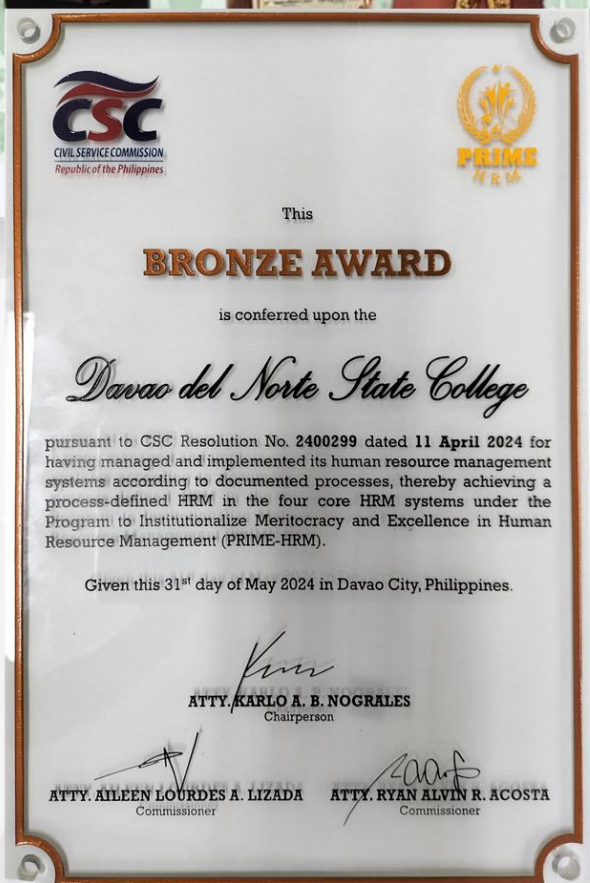 CSC
CIVIL SERVICE COMMISSION
Republic of the Philippines
PRIME
HRM
This
BRONZE AWARD
is conferred upon the
Davao del Norte State College
pursuant to CSC Resolution No. 2400299 dated 11 April 2024 for
having managed and implemented its human resource management
systems according to documented processes, thereby achieving a
process-defined HRM in the four core HRM systems under the
Program to Institutionalize Meritocracy and Excellence in Human
Resource Management (PRIME-HRM).
Given this 31st day of May 2024 in Davao City, Philippines.
ATTY. KARLO A. B. NOGRALES
Chairperson
ATTY. AILEEN LOURDES A. LIZADA
Commissioner
ATTY. RYAN ALVIN R. ACOSTA
Commissioner